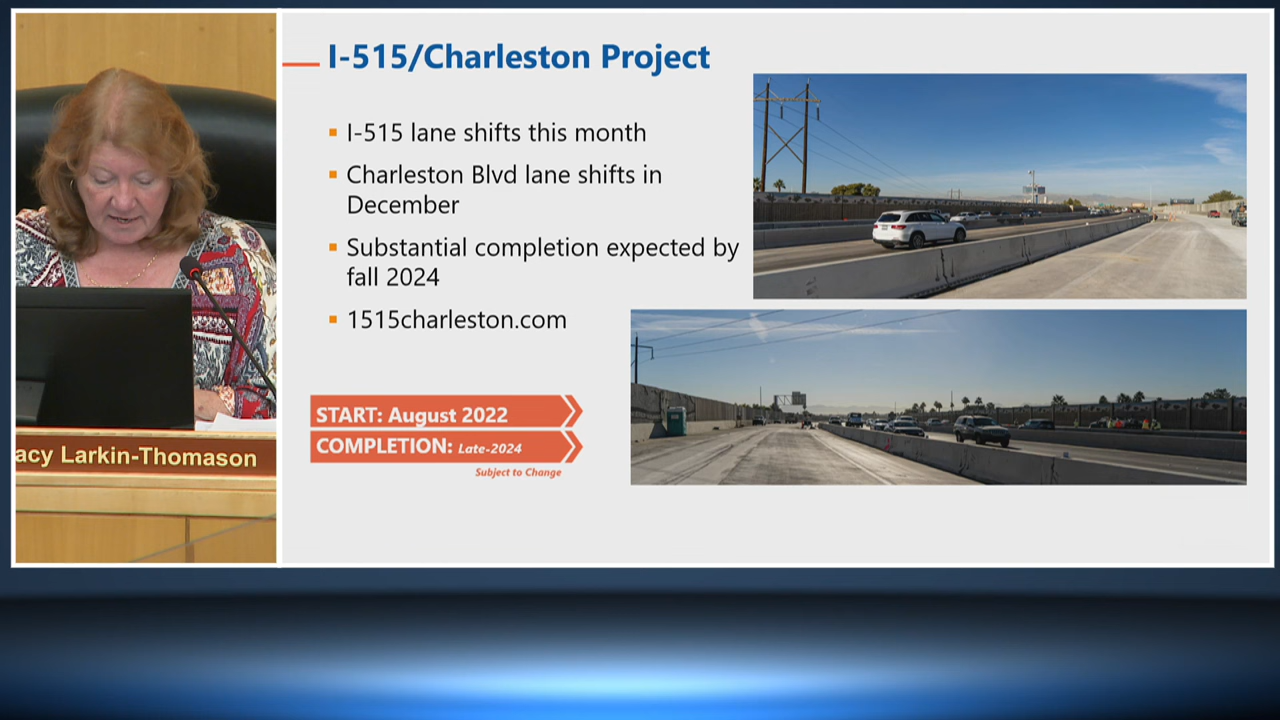 I-515/Charleston Project
I-515 lane shifts this month
Charleston Blvd lane shifts in
December
Substantial completion expected by
fall 2024
1515charleston.com
START: August 2022
COMPLETION: Late-2024
Subject to Change
acy Larkin-Thomason